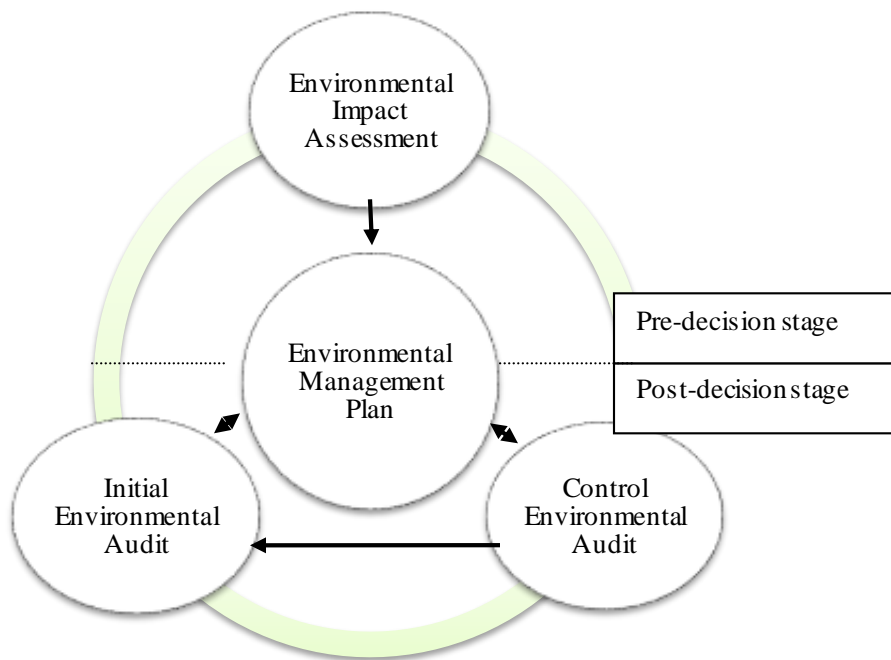 Environmental
Impact
Assessment
Pre-decision stage
Environmental
Management
Plan
Post-decision stage
Initial
Environmental
Audit
Control
Environmental
Audit